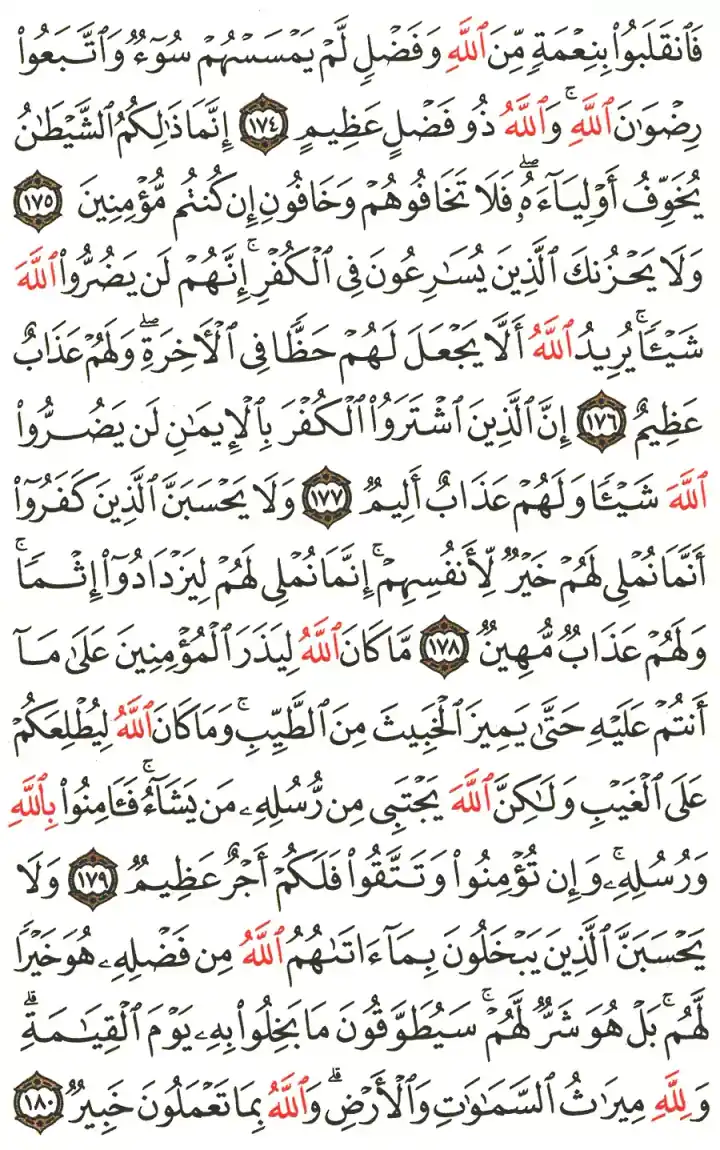 فَٱنقَلَبُوا۟ بِنِعْمَةٍ مِّنَ ٱللَّهِ وَفَضْلٍ لَّمْ يَمْسَسْهُمْ سُوٓءٌ وَٱتَّبَعُوا۟
رِضْوَٰنَ ٱللَّهِ ۗ وَٱللَّهُ ذُو فَضْلٍ عَظِيمٍ ١٧٤ إِنَّمَا ذَٰلِكُمُ ٱلشَّيْطَٰنُ
يُخَوِّفُ أَوْلِيَآءَهُۥ ۖ فَلَا تَخَافُوهُمْ وَخَافُونِ إِن كُنتُم مُّؤْمِنِينَ ١٧٥
وَلَا يَحْزُنكَ ٱلَّذِينَ يُسَٰرِعُونَ فِى ٱلْكُفْرِ ۚ إِنَّهُمْ لَن يَضُرُّوا۟ ٱللَّهَ
شَيْـًٔا ۚ يُرِيدُ ٱللَّهُ أَلَّا يَجْعَلَ لَهُمْ حَظًّا فِى ٱلْـَٔاخِرَةِ ۖ وَلَهُمْ عَذَابٌ
عَظِيمٌ ١٧٦ إِنَّ ٱلَّذِينَ ٱشْتَرَوُا۟ ٱلْكُفْرَ بِٱلْإِيمَٰنِ لَن يَضُرُّوا۟
ٱللَّهَ شَيْـًٔا وَلَهُمْ عَذَابٌ أَلِيمٌ ١٧٧ وَلَا يَحْسَبَنَّ ٱلَّذِينَ كَفَرُوٓا۟
أَنَّمَا نُمْلِى لَهُمْ خَيْرٌ لِّأَنفُسِهِمْ ۚ إِنَّمَا نُمْلِى لَهُمْ لِيَزْدَادُوٓا۟ إِثْمًا ۚ
وَلَهُمْ عَذَابٌ مُّهِينٌ ١٧٨ مَّا كَانَ ٱللَّهُ لِيَذَرَ ٱلْمُؤْمِنِينَ عَلَىٰ مَآ
أَنتُمْ عَلَيْهِ حَتَّىٰ يَمِيزَ ٱلْخَبِيثَ مِنَ ٱلطَّيِّبِ ۗ وَمَا كَانَ ٱللَّهُ لِيُطْلِعَكُمْ
عَلَى ٱلْغَيْبِ وَلَٰكِنَّ ٱللَّهَ يَجْتَبِى مِن رُّسُلِهِۦ مَن يَشَآءُ ۖ فَـَٔامِنُوا۟ بِٱللَّهِ
وَرُسُلِهِۦ ۚ وَإِن تُؤْمِنُوا۟ وَتَتَّقُوا۟ فَلَكُمْ أَجْرٌ عَظِيمٌ ١٧٩ وَلَا
يَحْسَبَنَّ ٱلَّذِينَ يَبْخَلُونَ بِمَآ ءَاتَىٰهُمُ ٱللَّهُ مِن فَضْلِهِۦ هُوَ خَيْرًا
لَّهُم ۖ بَلْ هُوَ شَرٌّ لَّهُمْ ۖ سَيُطَوَّقُونَ مَا بَخِلُوا۟ بِهِۦ يَوْمَ ٱلْقِيَٰمَةِ ۗ
وَلِلَّهِ مِيرَٰثُ ٱلسَّمَٰوَٰتِ وَٱلْأَرْضِ ۗ وَٱللَّهُ بِمَا تَعْمَلُونَ خَبِيرٌ ١٨٠